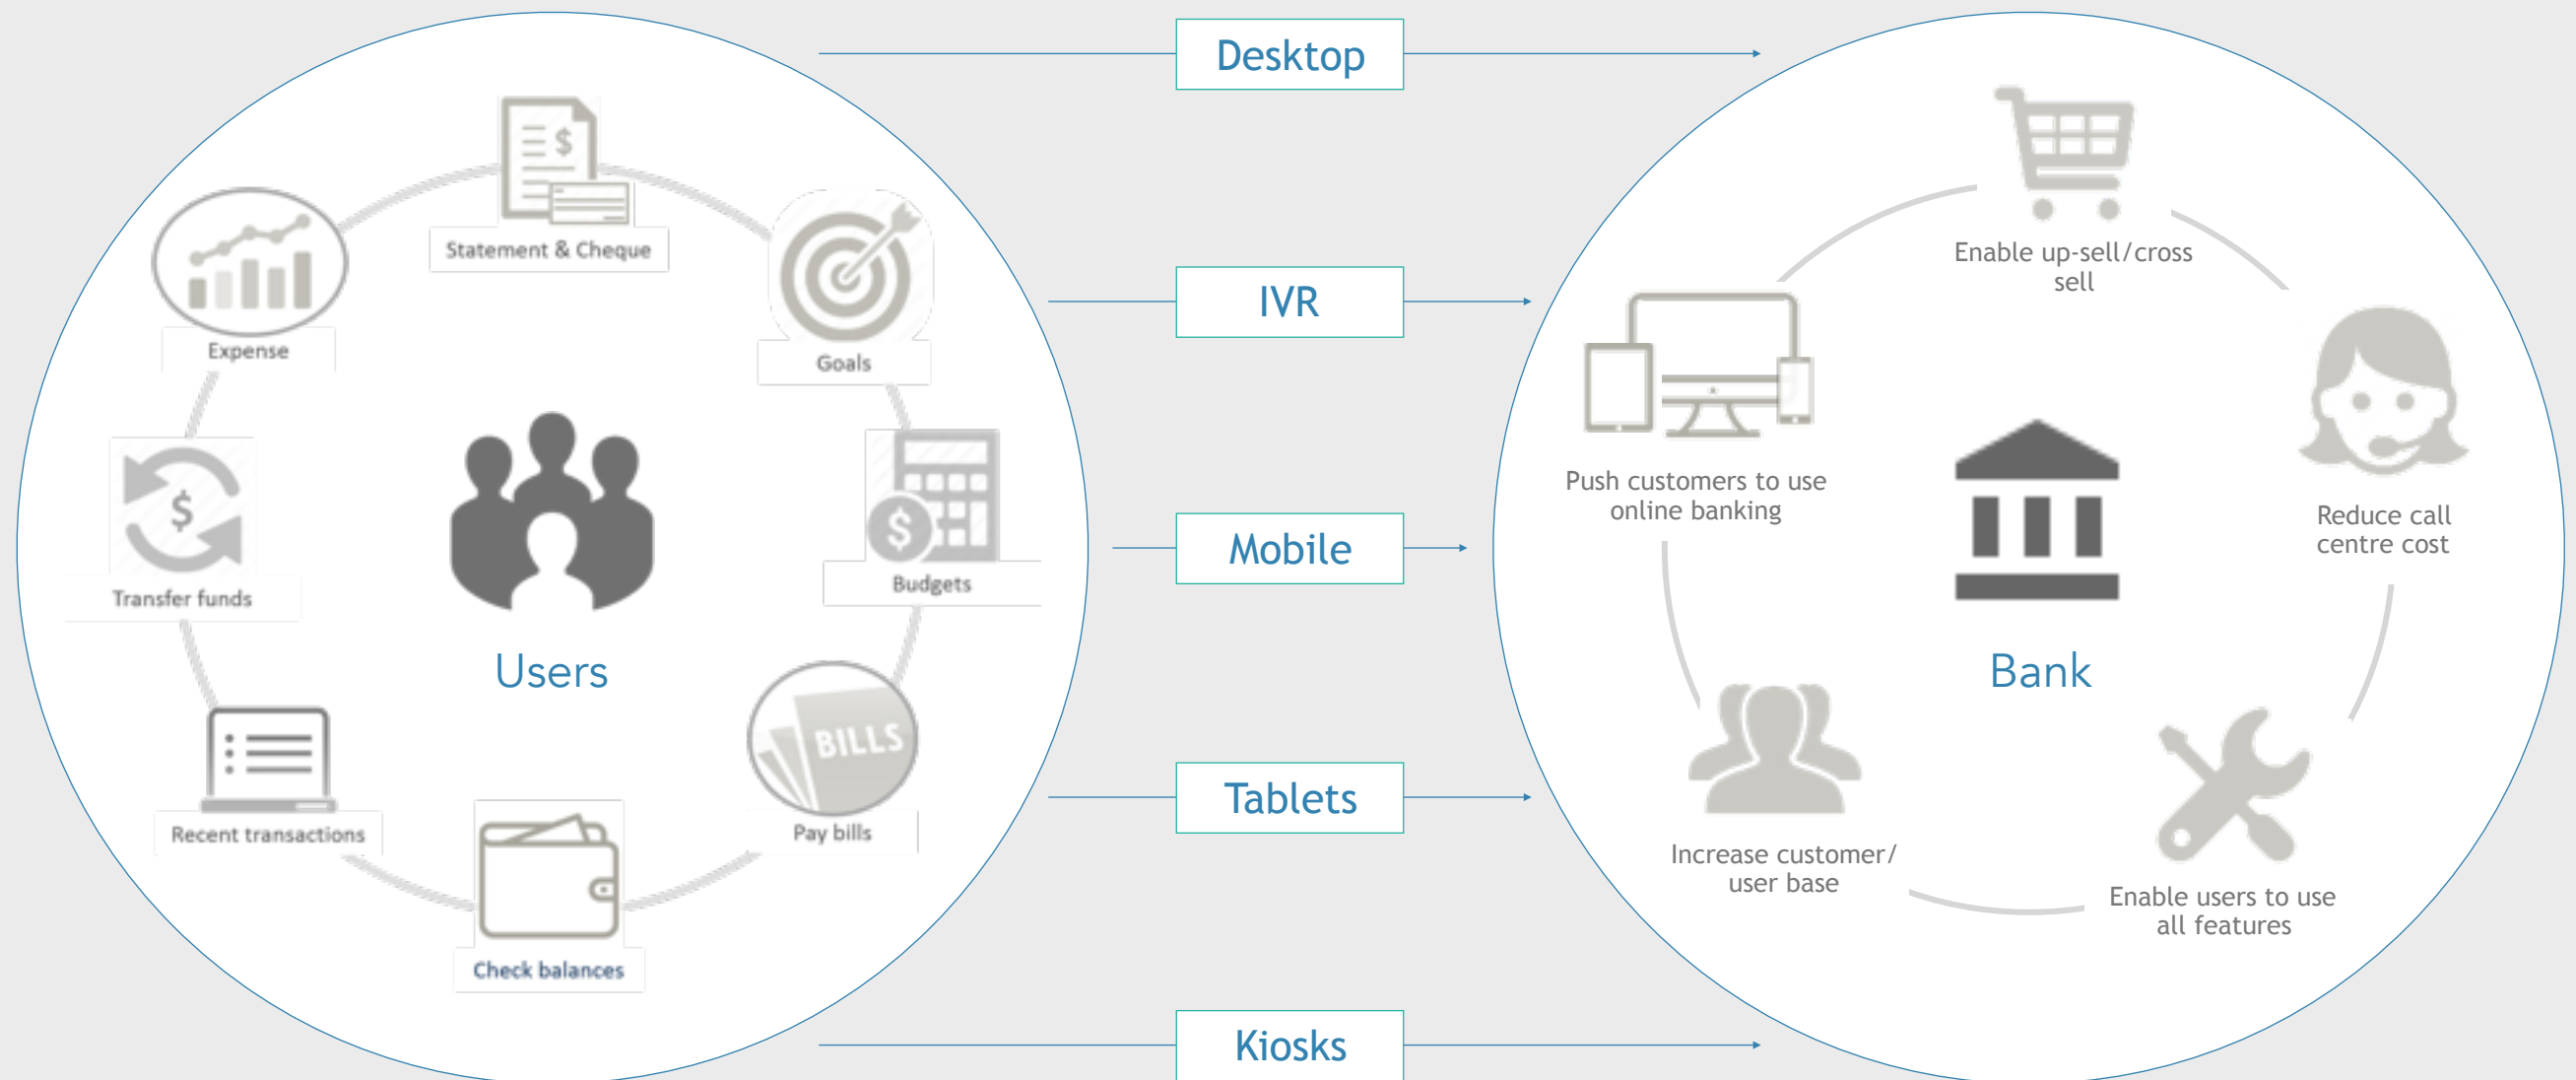 Desktop
IVR
Mobile
Tablets
Kiosks
Statement & Cheque
Expense
Goals
$
$
Transfer funds
$
Budgets
Users
BILLS
Recent transactions
Pay bills
Check balances
Enable up-sell/cross
sell
Push customers to use
online banking
Reduce call
centre cost
Bank
Increase customer/
user base
Enable users to use
all features